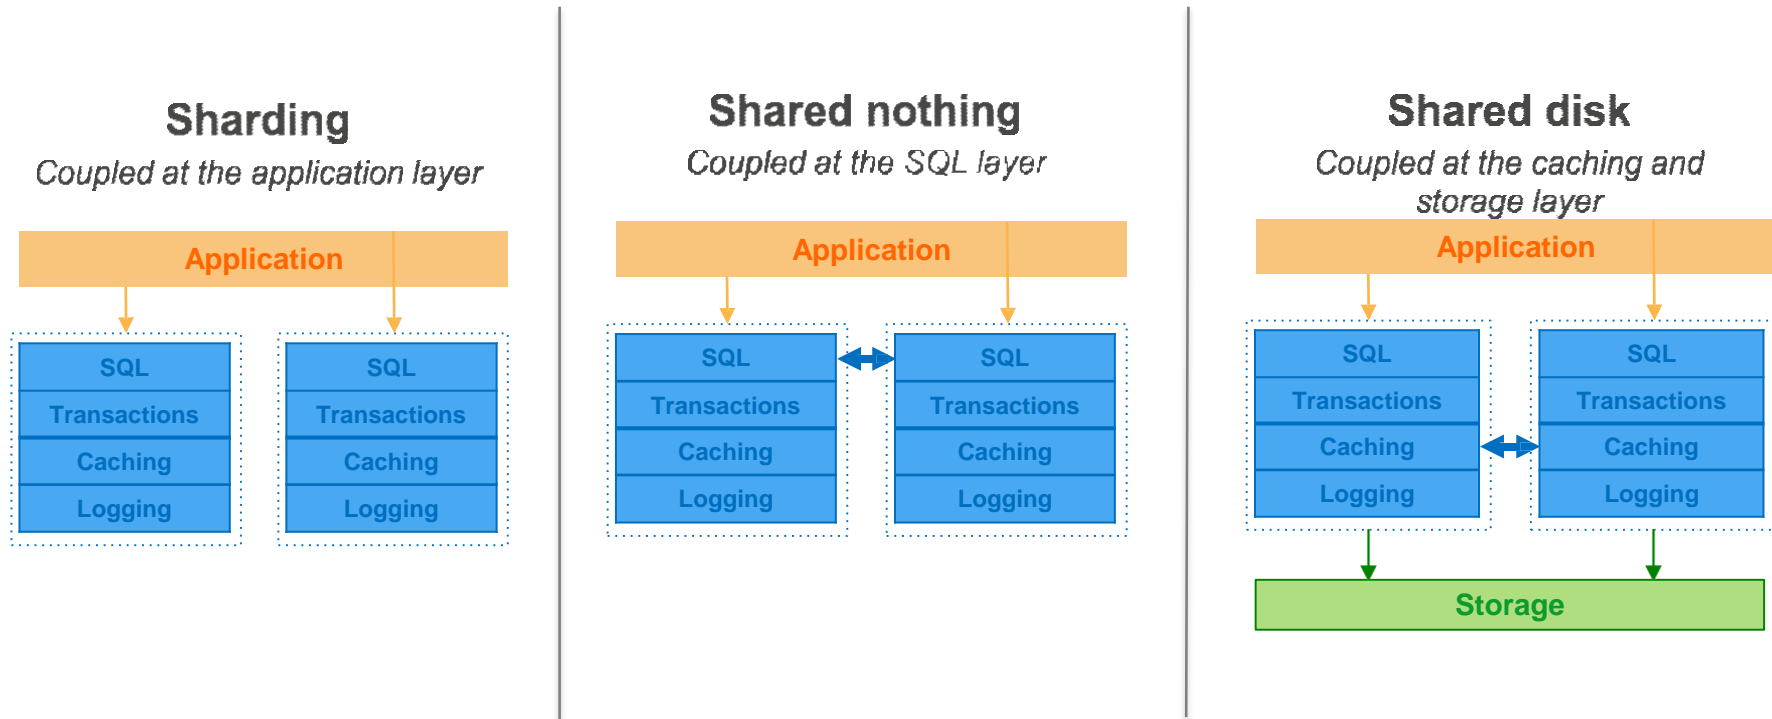 Sharding
Coupled at the application layer
Application
SQL
Transactions
Caching
Logging
SQL
Transactions
Caching
Logging
Shared nothing
Coupled at the SQL layer
Application
SQL
Transactions
Caching
Logging
SQL
Transactions
Caching
Logging
Shared disk
Coupled at the caching and
storage layer
Application
SQL
Transactions
Caching
Logging
SQL
Transactions
Caching
Logging
Storage